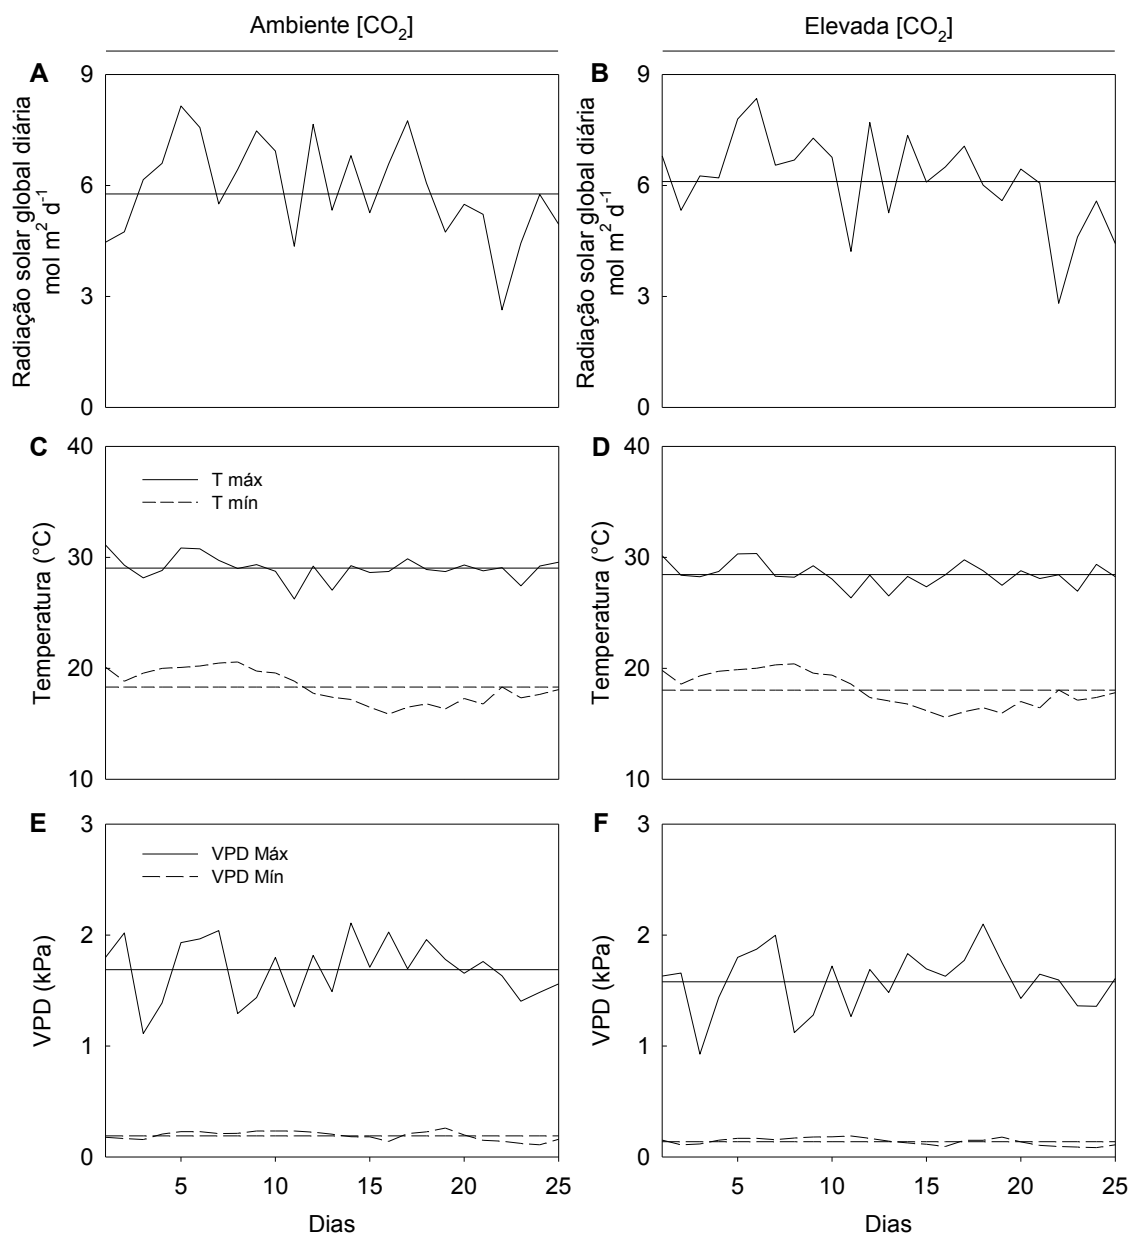 Ambiente [CO2]
Elevada [CO2]
A
Radiação solar global diária
mol m2 d-1
9
6
3
0
B
Radiação solar global diária
mol m2 d-1
9
6
3
0
C
Temperatura (°C)
40
30
20
10
T máx
T mín
D
Temperatura (°C)
40
30
20
10
E
VPD (kPa)
3
2
1
0
VPD Máx
VPD Mín
5 10 15 20 25
Dias
F
VPD (kPa)
3
2
1
0
5 10 15 20 25
Dias